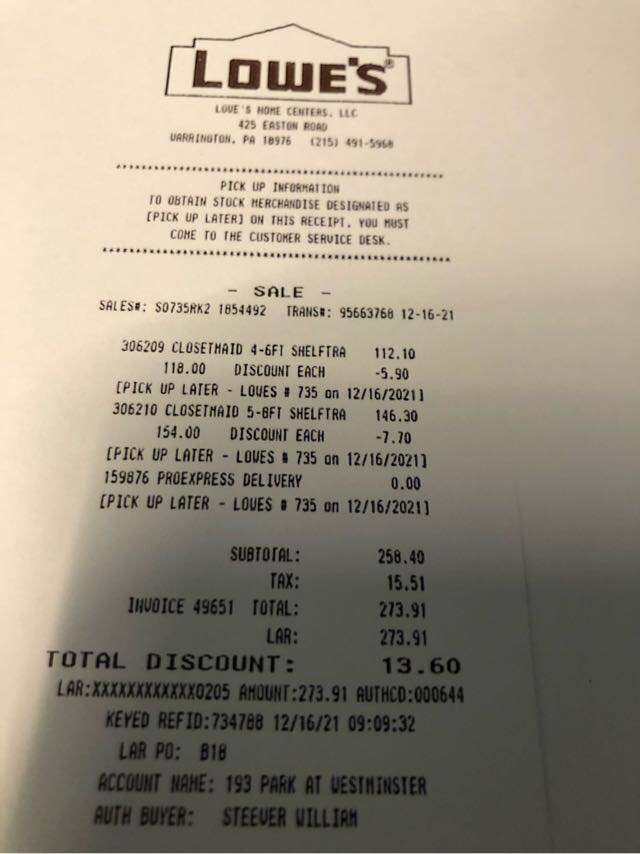 LOWE'S®
LOWE'S HOME CENTERS, LLC
425 EASTON ROAD
WARRINGTON, PA 18976 (215) 491-5968
PICK UP INFORMATION
TO OBTAIN STOCK MERCHANDISE DESIGNATED AS
[PICK UP LATER] ON THIS RECEIPT, YOU MUST
COME TO THE CUSTOMER SERVICE DESK.
- SALE -
SALES#: S0735RK2 1854492 TRANS#: 95663768 12-16-21
306209 CLOSETMAID 4-6FT SHELFTRA 112.10
118.00 DISCOUNT EACH -5.90
[PICK UP LATER - LOWES # 735 on 12/16/2021]
306210 CLOSETMAID 5-8FT SHELFTRA 146.30
154.00 DISCOUNT EACH -7.70
[PICK UP LATER - LOWES # 735 on 12/16/2021]
159876 PROEXPRESS DELIVERY 0.00
[PICK UP LATER - LOWES # 735 on 12/16/2021]
SUBTOTAL: 258.40
TAX: 15.51
INVOICE 49651 TOTAL: 273.91
LAR: 273.91
TOTAL DISCOUNT: 13.60
LAR:XXXXXXXXXXXX0205 AMOUNT:273.91 AUTHCD:000644
KEYED REFID:734788 12/16/21 09:09:32
LAR PO: B18
ACCOUNT NAME: 193 PARK AT WESTMINSTER
AUTH BUYER: STEEVER WILLIAM